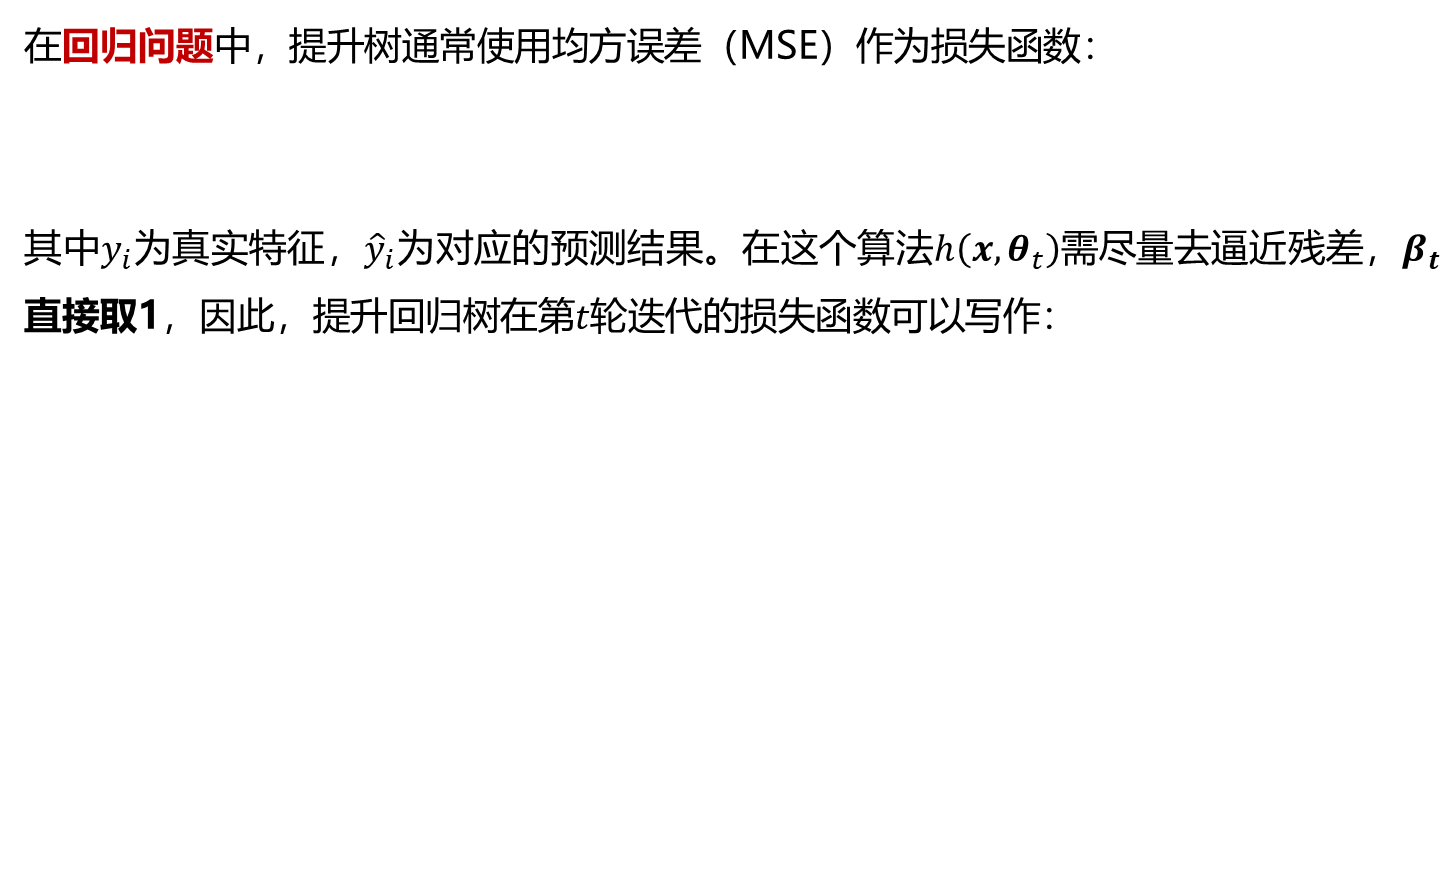 在回归问题中，提升树通常使用均方误差（MSE）作为损失函数：
其中𝑦ᵢ为真实特征，𝑦̂ᵢ为对应的预测结果。在这个算法ℎ(𝒙, 𝜽ₜ)需尽量去逼近残差，𝜷ₜ
直接取1，因此，提升回归树在第𝑡轮迭代的损失函数可以写作：